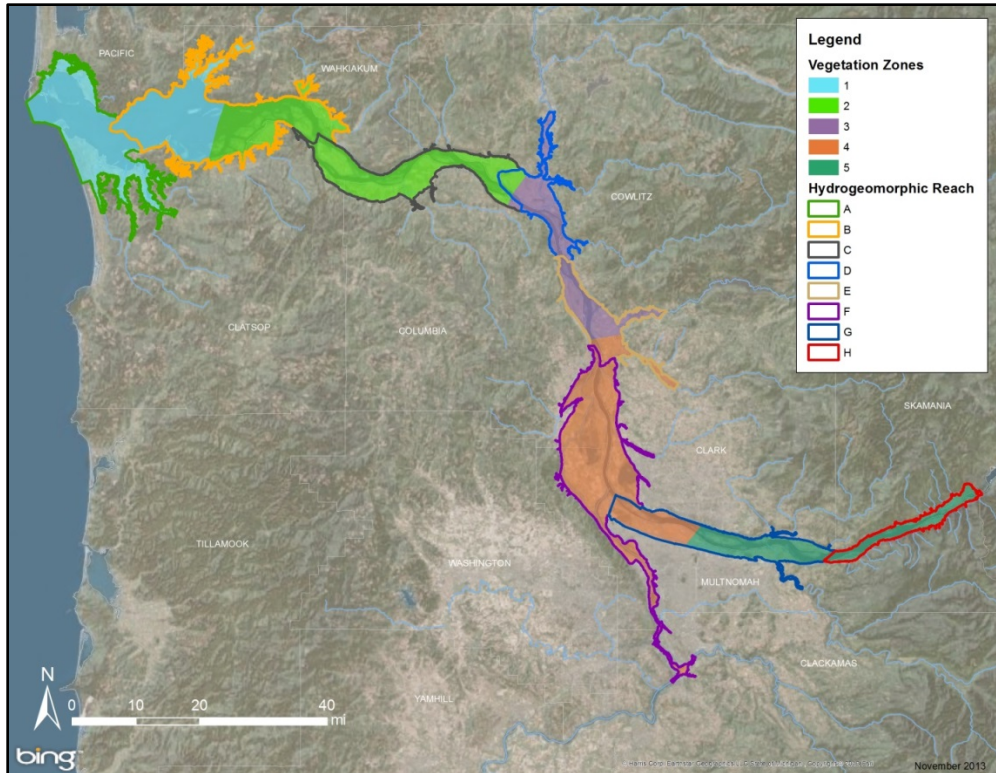 PACIFIC
WAHKIAKUM
COWLITZ
CLATSOP
COLUMBIA
SKAMANIA
CLARK
TILLAMOOK
WASHINGTON
MULTNOMAH
CLACKAMAS
YAMHILL
Legend
Vegetation Zones
1
2
3
4
5
Hydrogeomorphic Reach
A
B
C
D
E
F
G
H
N
0 10 20 40
mi
bing
November 2013